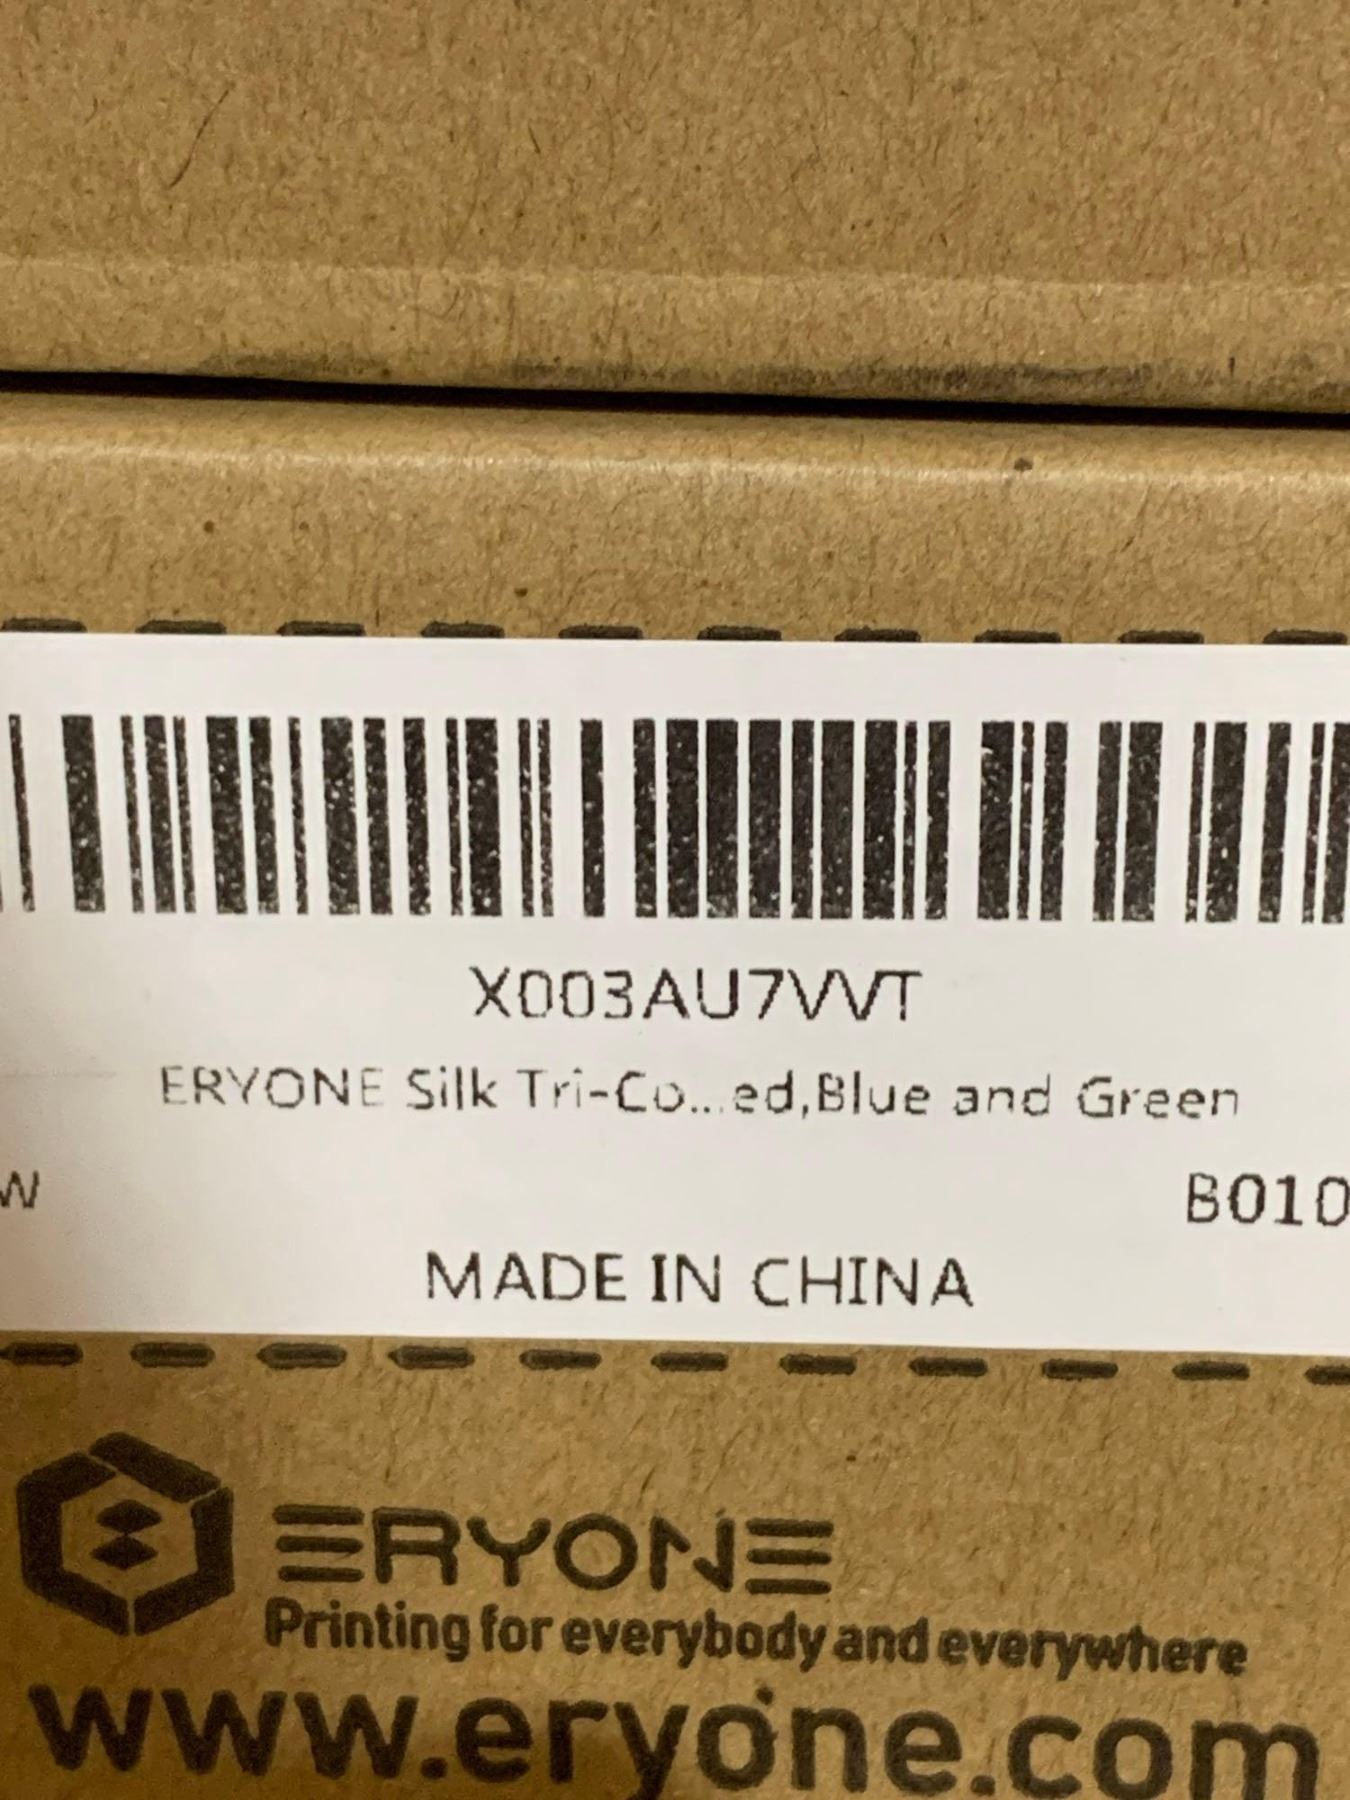 X003AU7VVT
ERYONE Silk Tri-Co...ed,Blue and Green
W
B010
MADE IN CHINA
ERYONE
Printing for everybody and everywhere
www.eryone.com